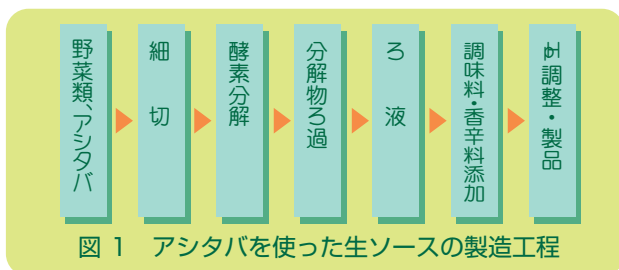 野菜類、アシタバ
細切
酵素分解
分解物ろ過
ろ液
調味料・香辛料添加
pH調整・製品
図 1　アシタバを使った生ソースの製造工程